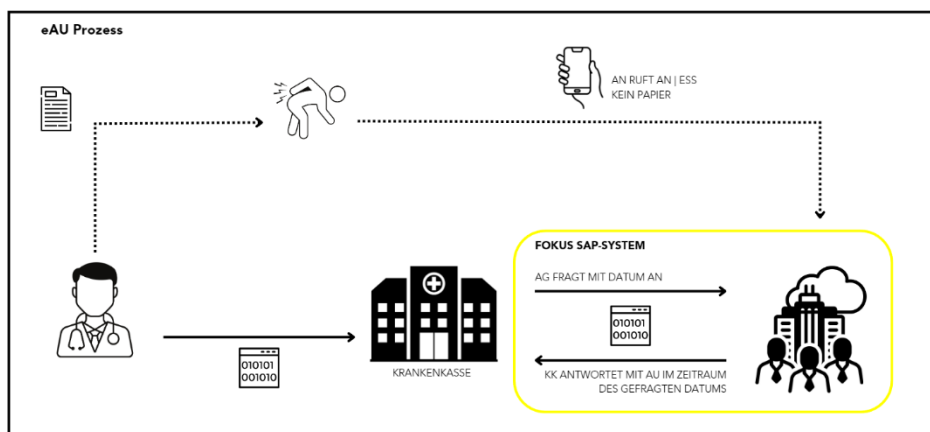 eAU Prozess
AN RUFT AN | ESS
KEIN PAPIER
FOKUS SAP-SYSTEM
AG FRAGT MIT DATUM AN
010101
001010
010101
001010
KRANKENKASSE
KK ANTWORTET MIT AU IM ZEITRAUM
DES GEFRAGTEN DATUMS